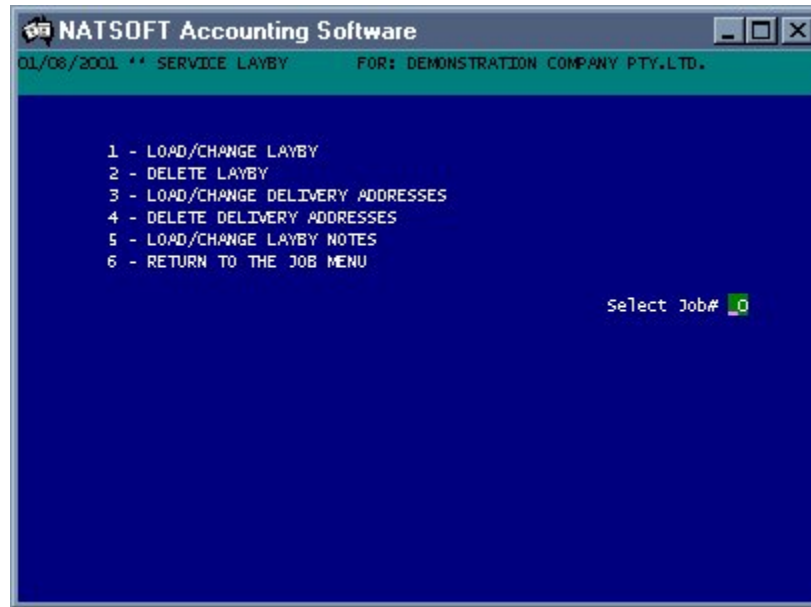 NATSOFT Accounting Software
01/08/2001 ** SERVICE LAYBY FOR: DEMONSTRATION COMPANY PTY.LTD.
1 - LOAD/CHANGE LAYBY
2 - DELETE LAYBY
3 - LOAD/CHANGE DELIVERY ADDRESSES
4 - DELETE DELIVERY ADDRESSES
5 - LOAD/CHANGE LAYBY NOTES
6 - RETURN TO THE JOB MENU
Select Job# _0